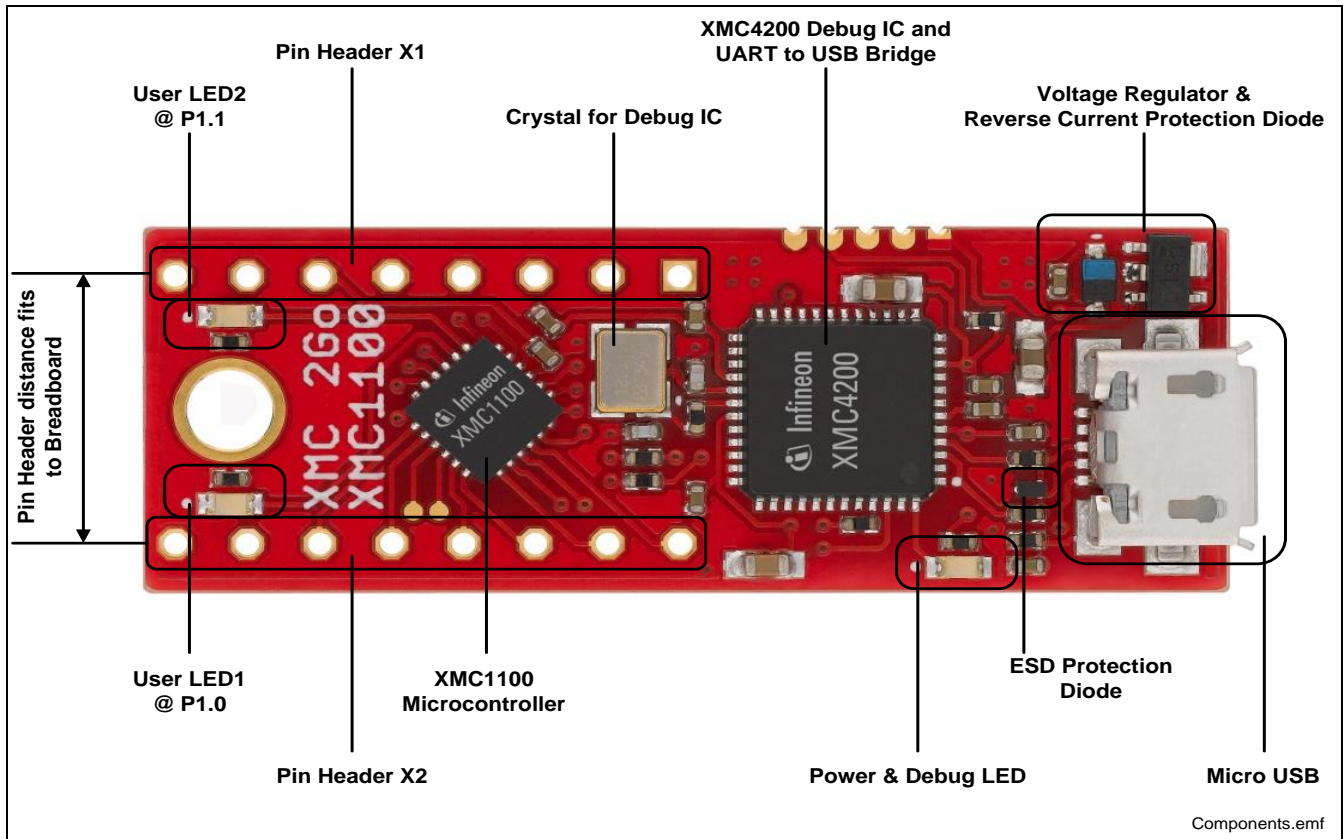 XMC4200 Debug IC and
UART to USB Bridge
Pin Header X1
User LED2
@ P1.1
Crystal for Debug IC
Voltage Regulator &
Reverse Current Protection Diode
Pin Header distance fits
to Breadboard
XMC 2Go
XMC1100
Infineon
XMC1100
Infineon
XMC4200
User LED1
@ P1.0
XMC1100
Microcontroller
ESD Protection
Diode
Pin Header X2
Power & Debug LED
Micro USB
Components.emf